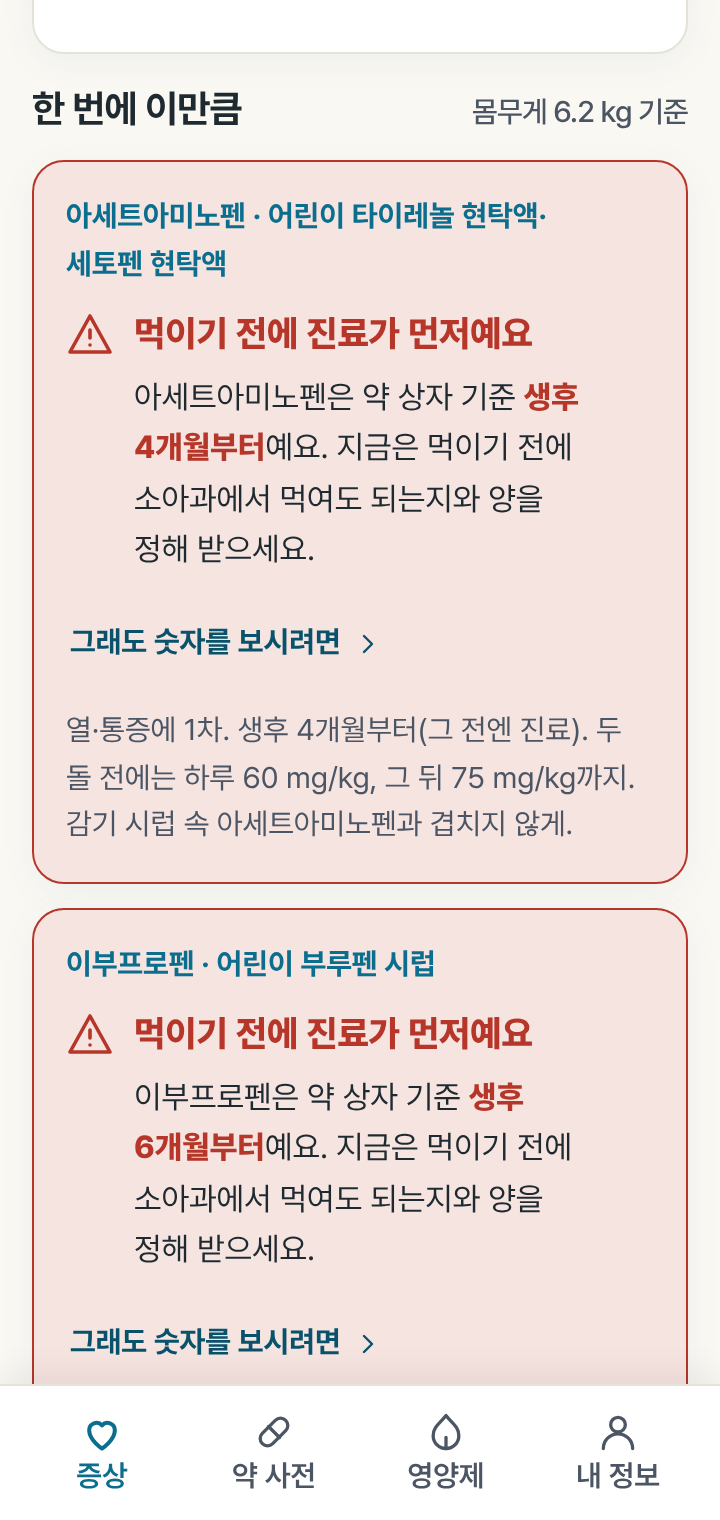 한 번에 이만큼
몸무게 6.2 kg 기준
아세트아미노펜 · 어린이 타이레놀 현탁액·
세토펜 현탁액
먹이기 전에 진료가 먼저예요
아세트아미노펜은 약 상자 기준 생후
4개월부터예요. 지금은 먹이기 전에
소아과에서 먹여도 되는지와 양을
정해 받으세요.
그래도 숫자를 보시려면
열·통증에 1차. 생후 4개월부터(그 전엔 진료). 두
돌 전에는 하루 60 mg/kg, 그 뒤 75 mg/kg까지.
감기 시럽 속 아세트아미노펜과 겹치지 않게.
이부프로펜 · 어린이 부루펜 시럽
먹이기 전에 진료가 먼저예요
이부프로펜은 약 상자 기준 생후
6개월부터예요. 지금은 먹이기 전에
소아과에서 먹여도 되는지와 양을
정해 받으세요.
그래도 숫자를 보시려면
증상
약 사전
영양제
내 정보